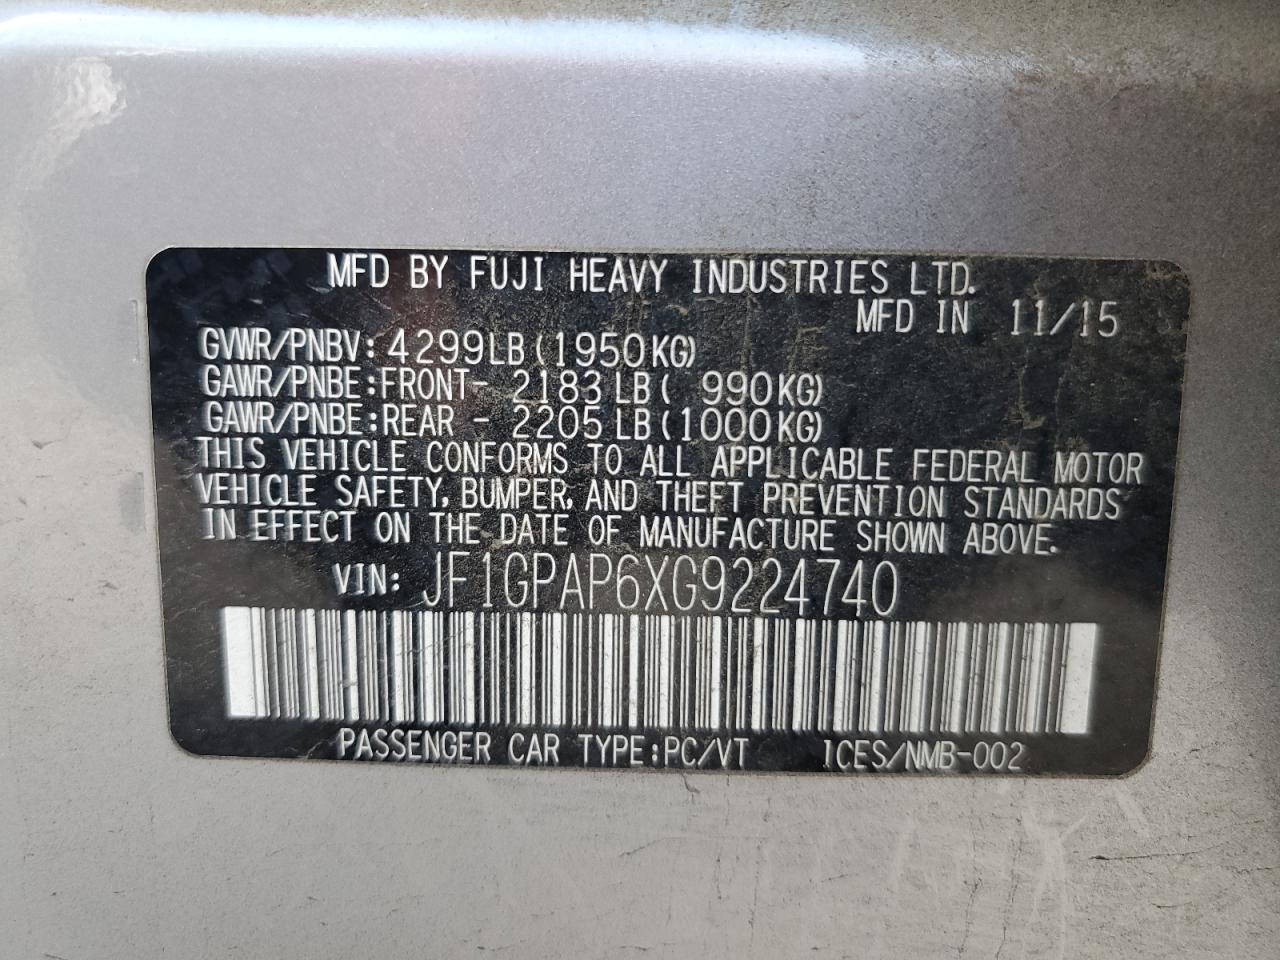 MFD BY FUJI HEAVY INDUSTRIES LTD.
MFD IN 11/15
GVWR/PNBV: 4299LB(1950KG)
GAWR/PNBE:FRONT- 2183LB( 990KG)
GAWR/PNBE:REAR - 2205LB(1000KG)
THIS VEHICLE CONFORMS TO ALL APPLICABLE FEDERAL MOTOR
VEHICLE SAFETY, BUMPER, AND THEFT PREVENTION STANDARDS
IN EFFECT ON THE DATE OF MANUFACTURE SHOWN ABOVE.
VIN: JF1GPAP6XG9224740
PASSENGER CAR TYPE:PC/VT ICES/NMB-002